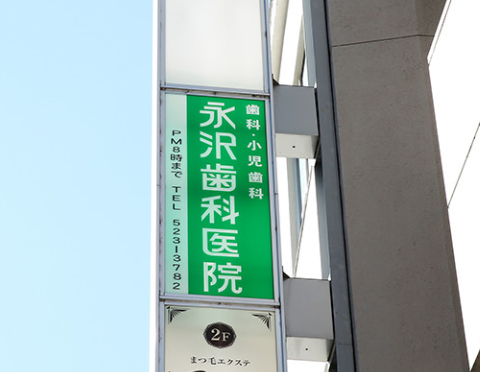 歯科・小児歯科
永沢歯科医院
PM8時まで TEL 5231-3782
2F
まつ毛エクステ